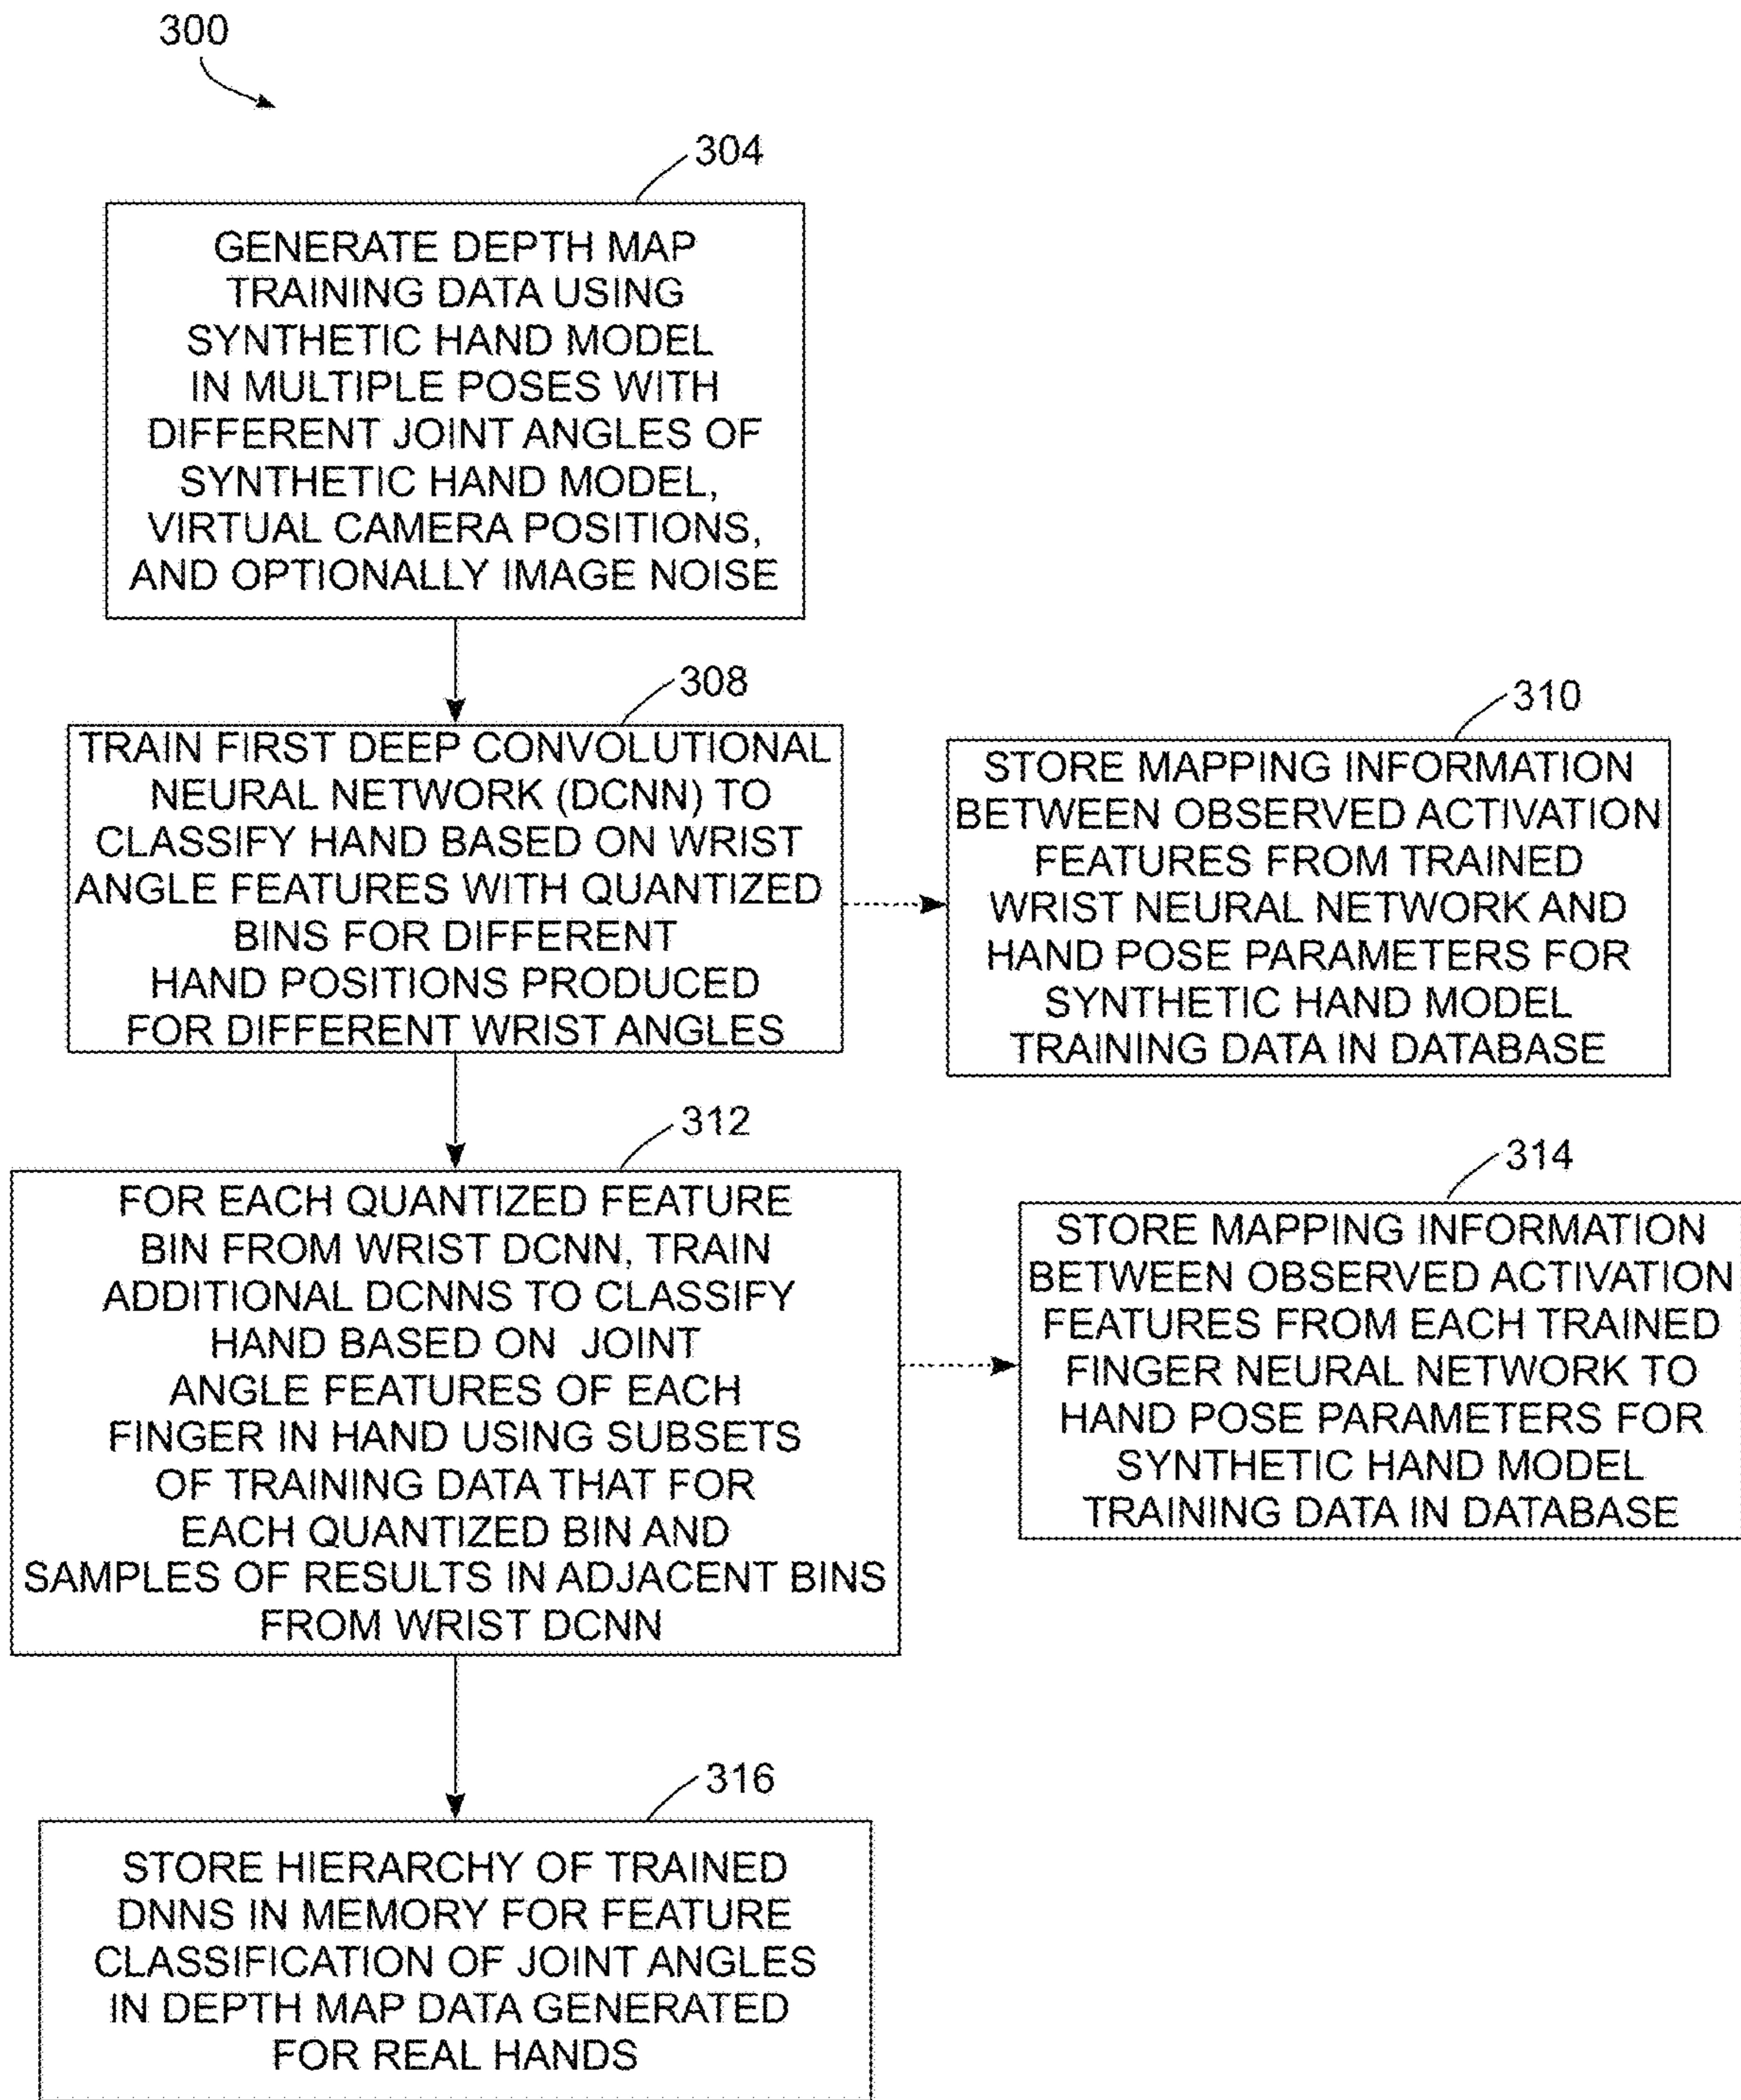 300
304
GENERATE DEPTH MAP
TRAINING DATA USING
SYNTHETIC HAND MODEL
IN MULTIPLE POSES WITH
DIFFERENT JOINT ANGLES OF
SYNTHETIC HAND MODEL,
VIRTUAL CAMERA POSITIONS,
AND OPTIONALLY IMAGE NOISE
308
TRAIN FIRST DEEP CONVOLUTIONAL
NEURAL NETWORK (DCNN) TO
CLASSIFY HAND BASED ON WRIST
ANGLE FEATURES WITH QUANTIZED
BINS FOR DIFFERENT
HAND POSITIONS PRODUCED
FOR DIFFERENT WRIST ANGLES
310
STORE MAPPING INFORMATION
BETWEEN OBSERVED ACTIVATION
FEATURES FROM TRAINED
WRIST NEURAL NETWORK AND
HAND POSE PARAMETERS FOR
SYNTHETIC HAND MODEL
TRAINING DATA IN DATABASE
312
FOR EACH QUANTIZED FEATURE
BIN FROM WRIST DCNN, TRAIN
ADDITIONAL DCNNS TO CLASSIFY
HAND BASED ON JOINT
ANGLE FEATURES OF EACH
FINGER IN HAND USING SUBSETS
OF TRAINING DATA THAT FOR
EACH QUANTIZED BIN AND
SAMPLES OF RESULTS IN ADJACENT BINS
FROM WRIST DCNN
314
STORE MAPPING INFORMATION
BETWEEN OBSERVED ACTIVATION
FEATURES FROM EACH TRAINED
FINGER NEURAL NETWORK TO
HAND POSE PARAMETERS FOR
SYNTHETIC HAND MODEL
TRAINING DATA IN DATABASE
316
STORE HIERARCHY OF TRAINED
DNNS IN MEMORY FOR FEATURE
CLASSIFICATION OF JOINT ANGLES
IN DEPTH MAP DATA GENERATED
FOR REAL HANDS